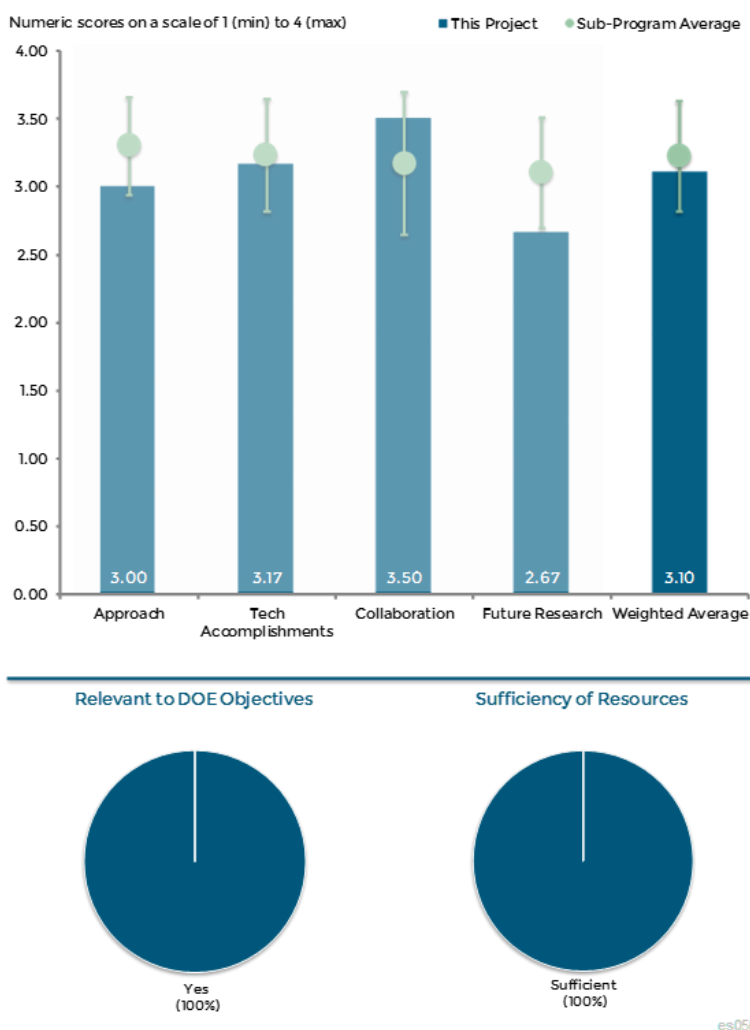 Numeric scores on a scale of 1 (min) to 4 (max)
This Project
Sub-Program Average
4.00
3.50
3.00
2.50
2.00
1.50
1.00
0.50
0.00
3.00
3.17
3.50
2.67
3.10
Approach
Tech
Accomplishments
Collaboration
Future Research
Weighted Average
Relevant to DOE Objectives
Sufficiency of Resources
Yes
(100%)
Sufficient
(100%)